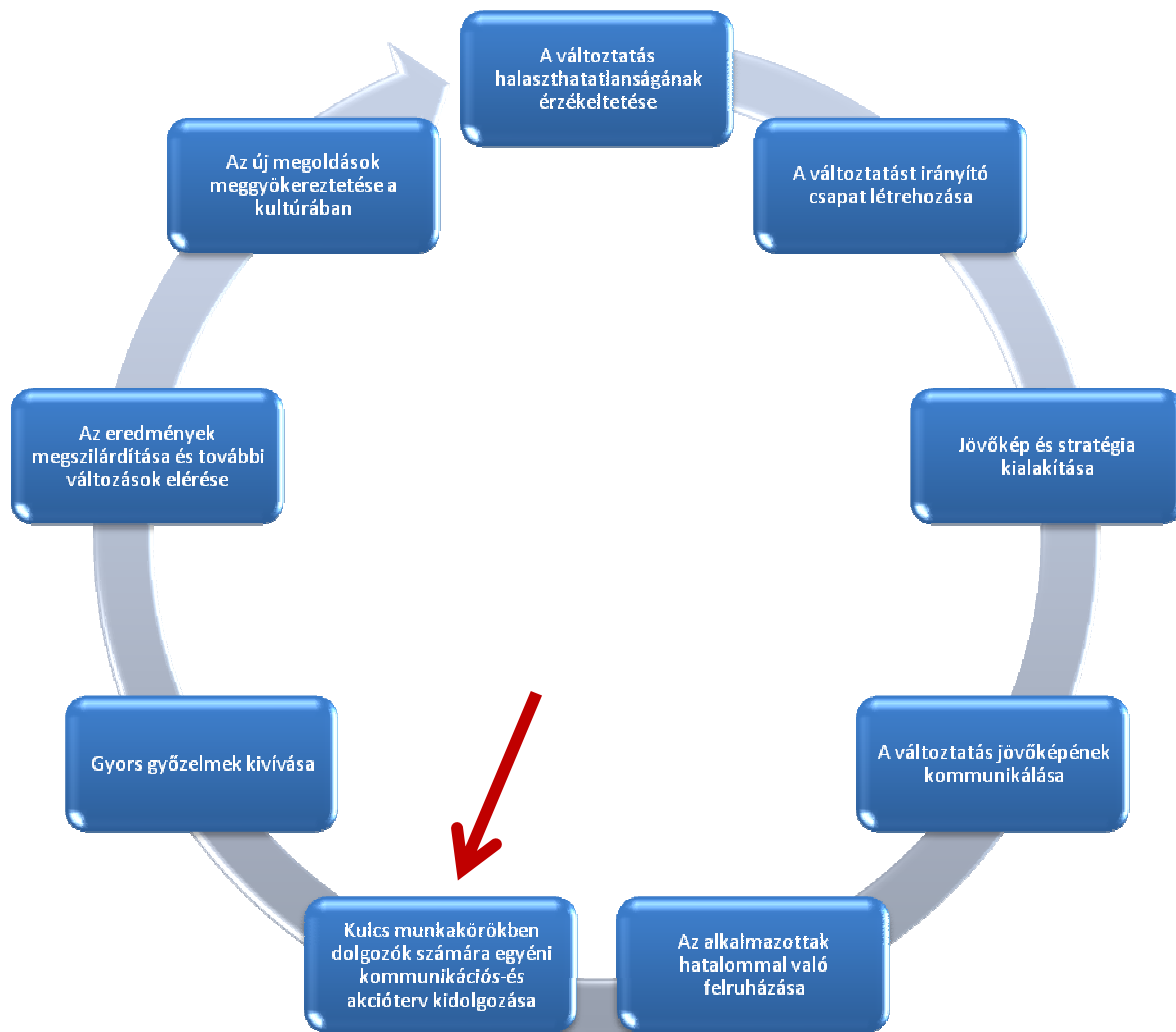 A változtatás
halaszthatatlanságának
érzékeltetése
A változtatást irányító
csapat létrehozása
Jövőkép és stratégia
kialakítása
A változtatás jövőképének
kommunikálása
Az alkalmazottak
hatalommal való
felruházása
Kulcs munkakörökben
dolgozók számára egyéni
kommunikációs-és
akcióterv kidolgozása
Gyors győzelmek kivívása
Az eredmények
megszilárdítása és további
változások elérése
Az új megoldások
meggyökereztetése a
kultúrában